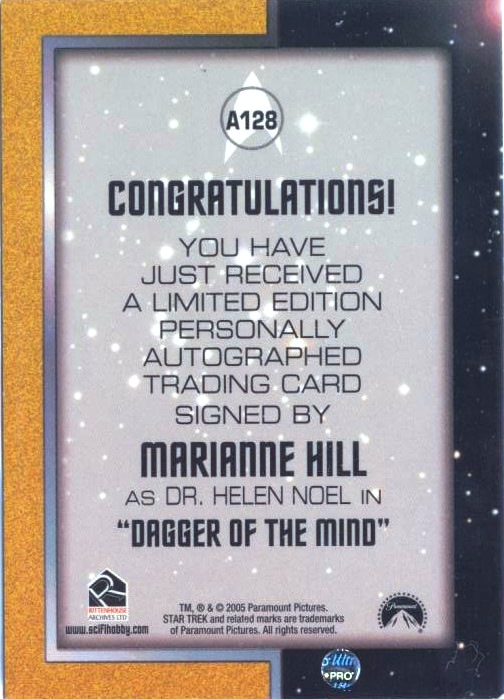 A128
CONGRATULATIONS!
YOU HAVE
JUST RECEIVED
A LIMITED EDITION
PERSONALLY
AUTOGRAPHED
TRADING CARD
SIGNED BY
MARIANNE HILL
AS DR. HELEN NOEL IN
"DAGGER OF THE MIND"
RITTENHOUSE
ARCHIVES LTD
www.scifihobby.com
TM, ® & © 2005 Paramount Pictures.
STAR TREK and related marks are trademarks
of Paramount Pictures. All rights reserved.
Paramount
PRO